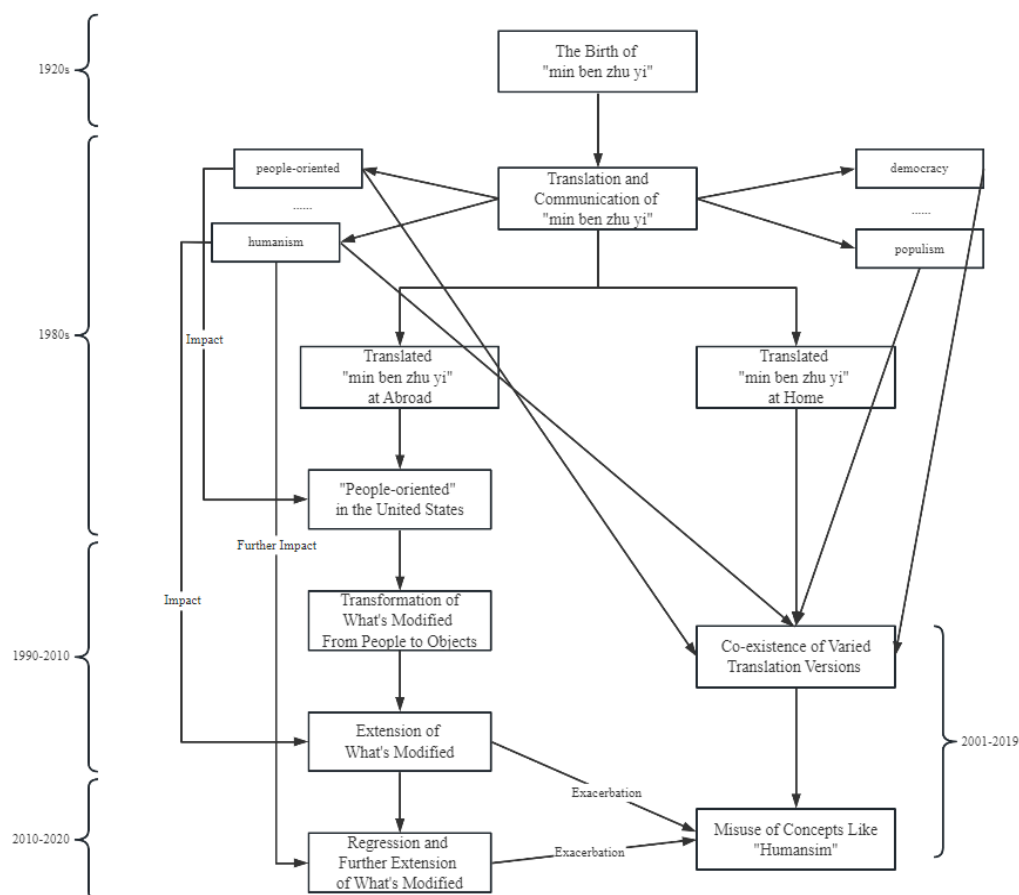 The Birth of
"min ben zhu yi"
1920s
people-oriented
......
humanism
Translation and
Communication of
"min ben zhu yi"
democracy
......
populism
1980s
Impact
Translated
"min ben zhu yi"
at Abroad
Translated
"min ben zhu yi"
at Home
"People-oriented"
in the United States
Further Impact
Impact
Transformation of
What's Modified
From People to Objects
Co-existence of Varied
Translation Versions
1990-2010
Extension of
What's Modified
2001-2019
Exacerbation
Misuse of Concepts Like
"Humansim"
2010-2020
Regression and
Further Extension
of What's Modified
Exacerbation